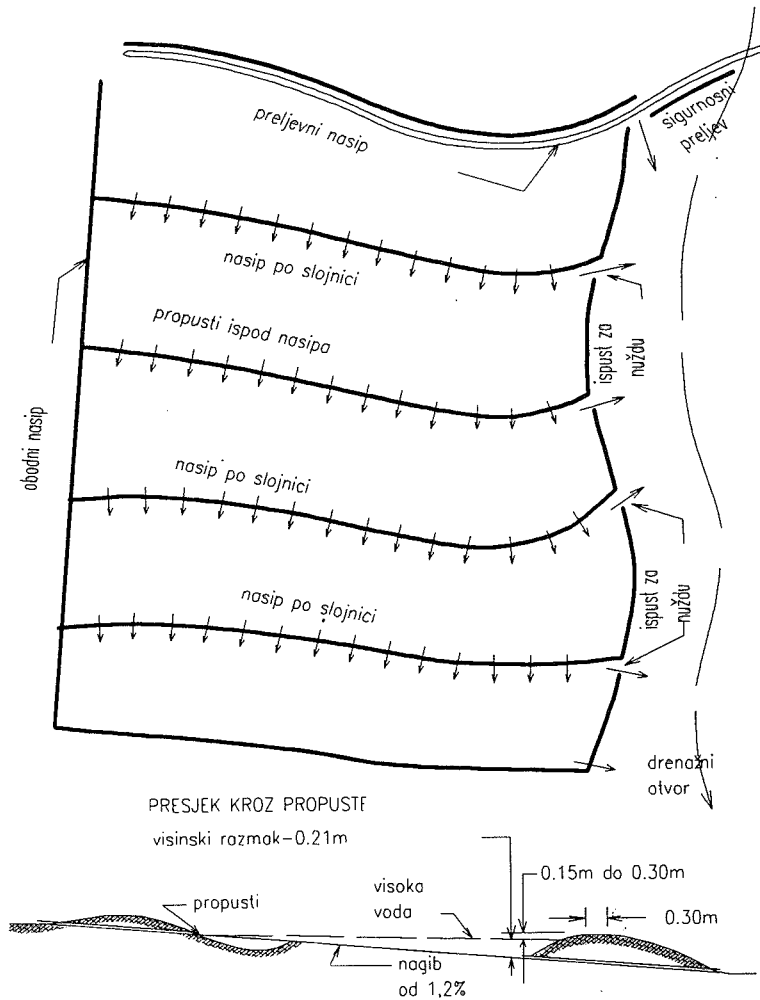 preljevni nasip
sigurnosni
preljev
nasip po slojnici
propusti ispod nasipa
ispust za
nuždu
obodni nasip
nasip po slojnici
nasip po slojnici
ispust za
nuždu
drenažni
otvor
PRESJEK KROZ PROPUSTE
visinski razmak-0.21m
propusti
visoka
voda
0.15m do 0.30m
0.30m
nagib
od 1,2%